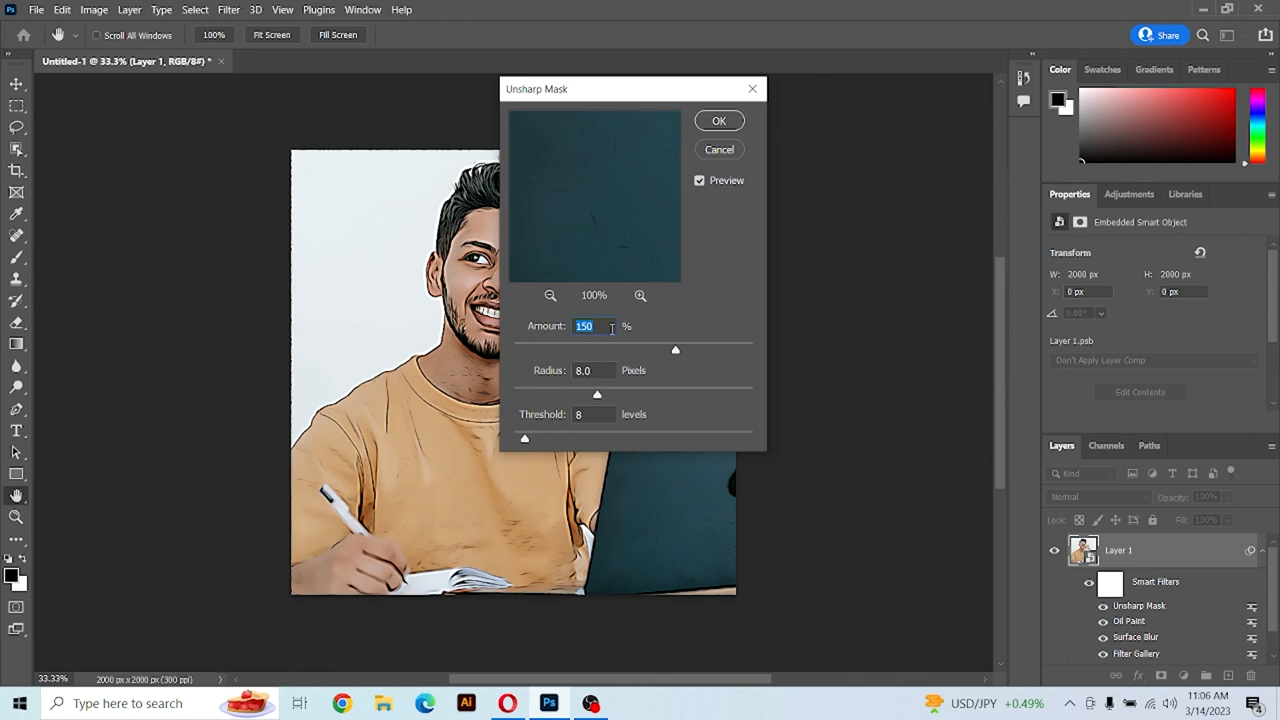 Ps File Edit Image Layer Type Select Filter 3D View Plugins Window Help
Scroll All Windows 100% Fit Screen Fill Screen Share
Untitled-1 @ 33.3% (Layer 1, RGB/8#) * ×
Color Swatches Gradients Patterns
Unsharp Mask
OK
Cancel
Preview
100%
Amount: 150 %
Radius: 8.0 Pixels
Threshold: 8 levels
Properties Adjustments Libraries
Embedded Smart Object
Transform
W: 2000 px H: 2000 px
X: 0 px Y: 0 px
0.00°
Layer 1.psb
Don't Apply Layer Comp
Edit Contents
Layers Channels Paths
Kind
Normal Opacity: 100%
Lock: Fill: 100%
Layer 1
Smart Filters
Unsharp Mask
Oil Paint
Surface Blur
Filter Gallery
33.33% 2000 px x 2000 px (300 ppi)
Type here to search Ai Ps USD/JPY +0.49% 11:06 AM
3/14/2023 4